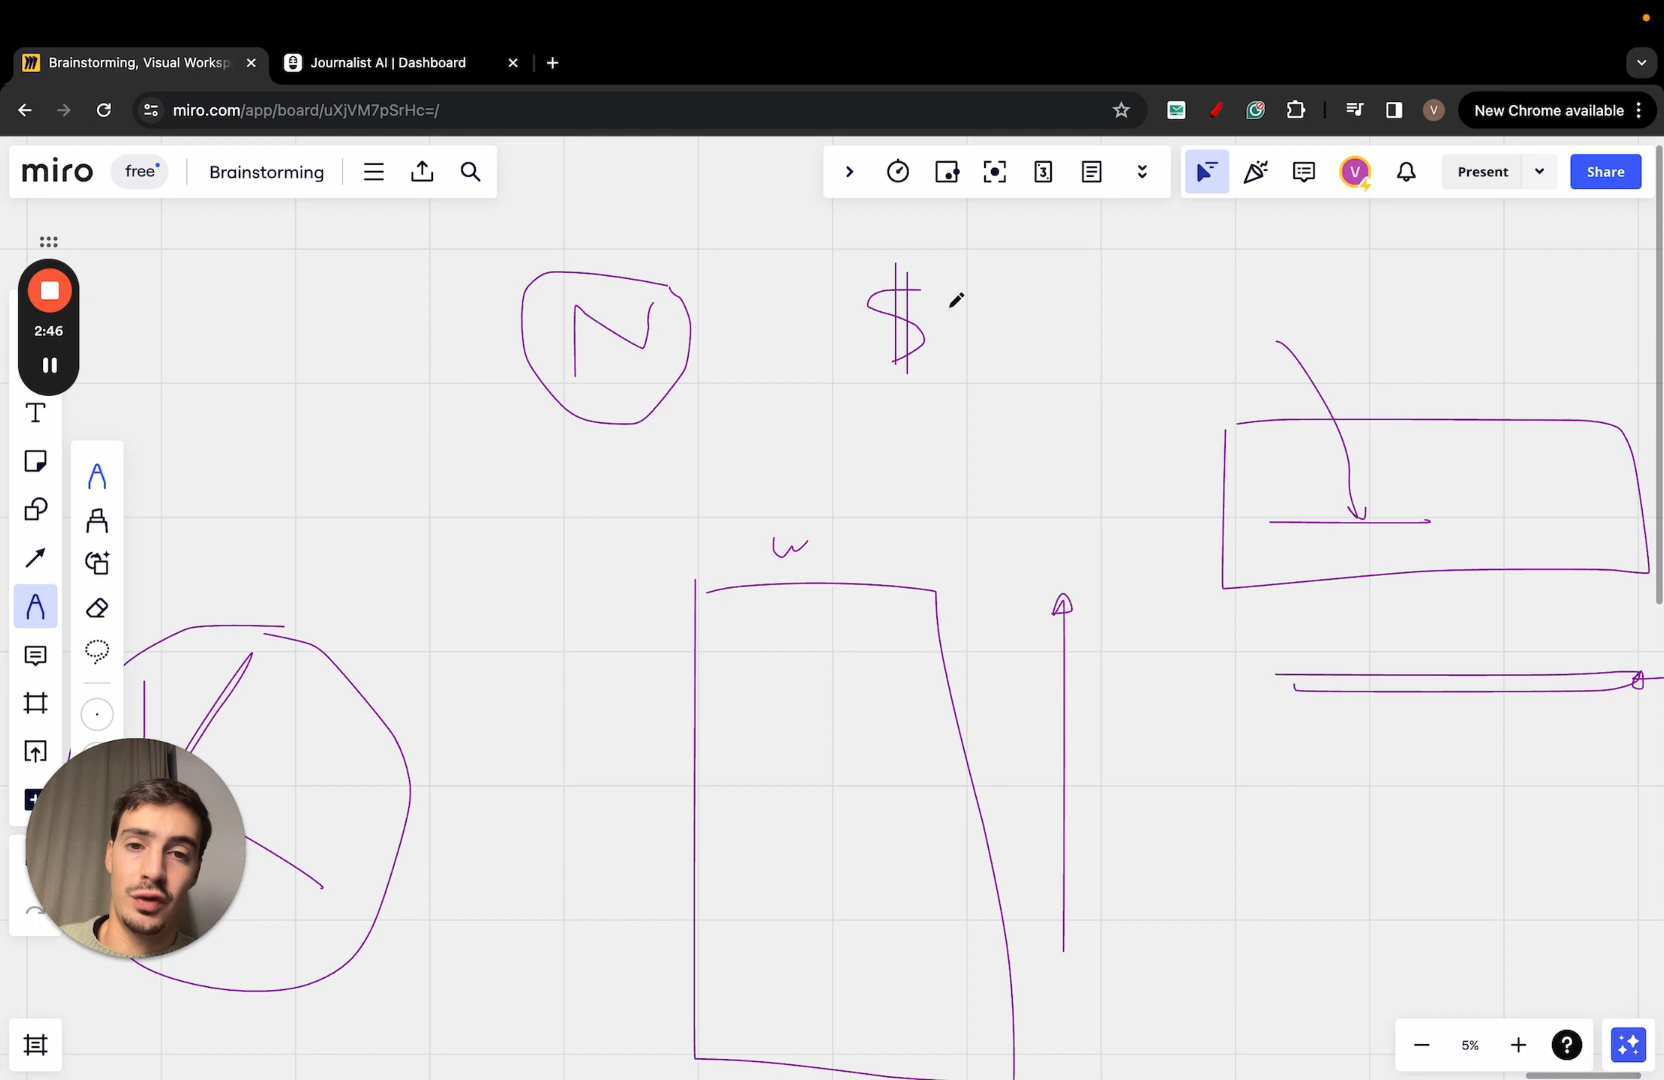 Brainstorming, Visual Worksp
Journalist AI | Dashboard
miro.com/app/board/uXjVM7pSrHc=/
V
New Chrome available
miro
free
Brainstorming
3
V
Present
Share
2:46
N
$
W
5%
?